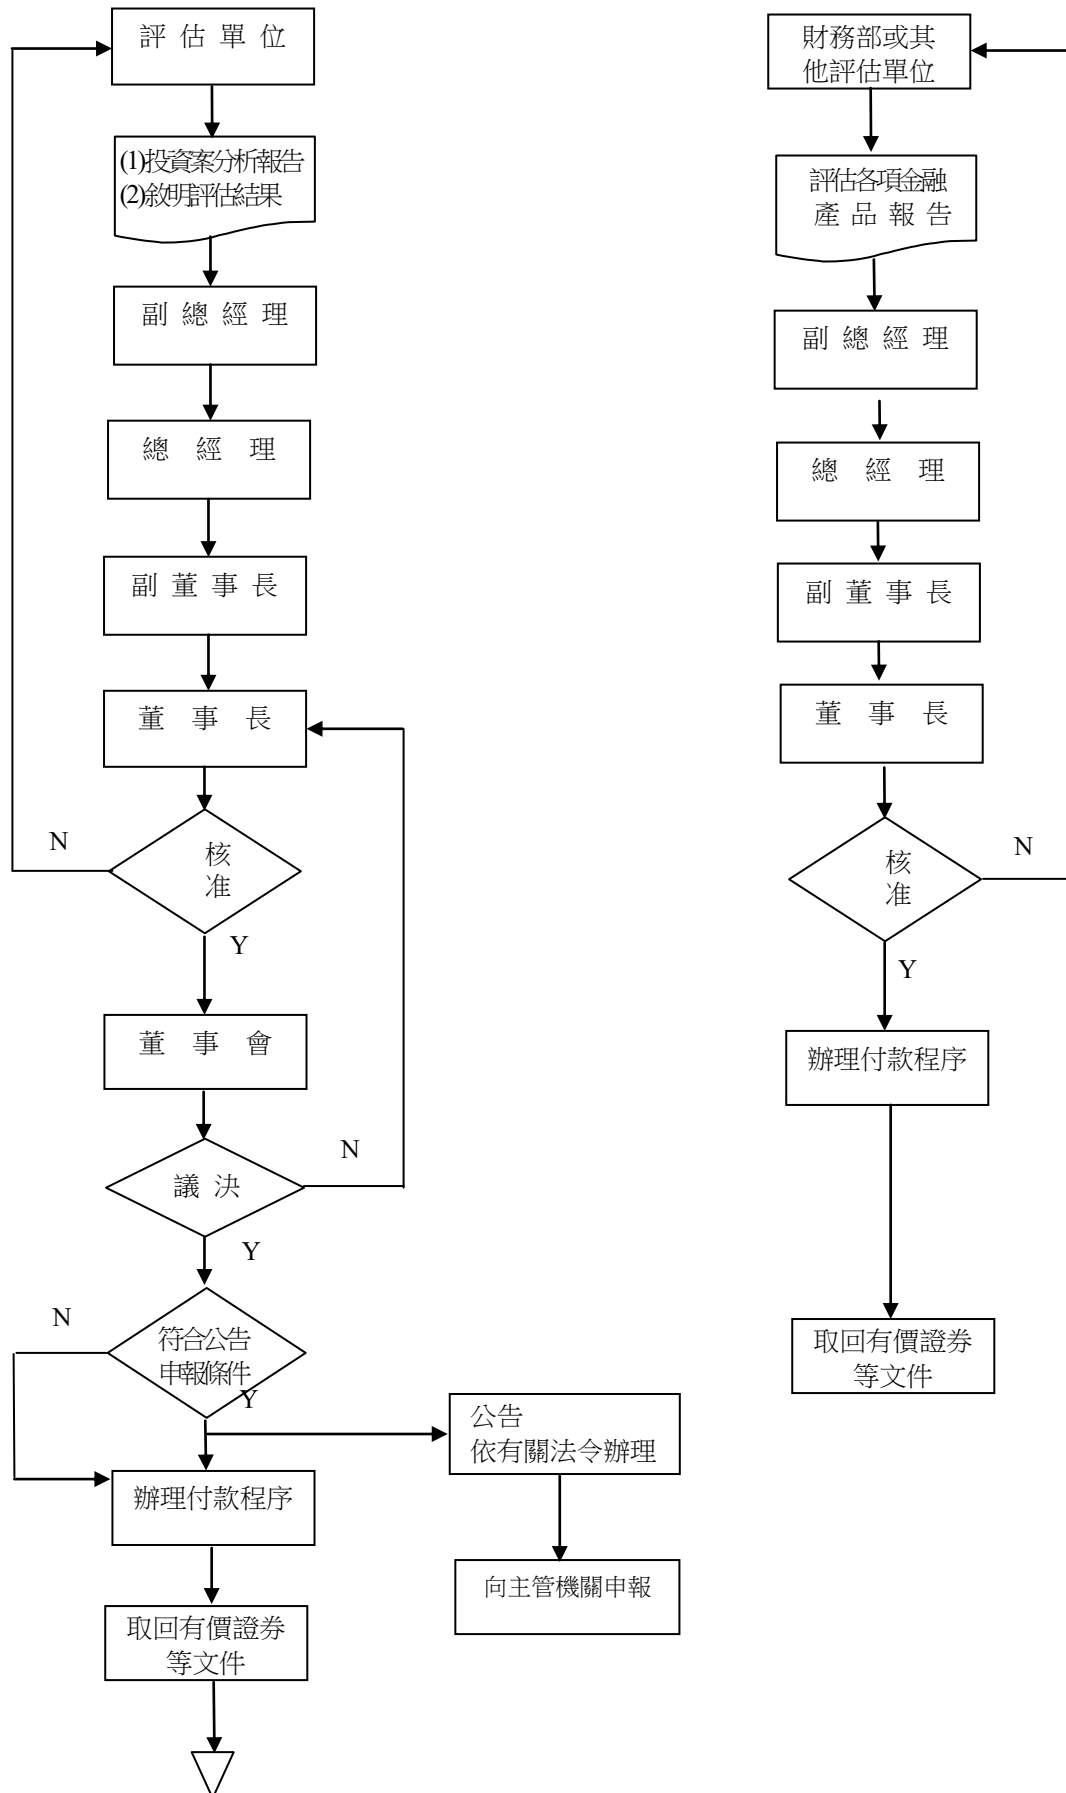 評估單位
(1)投資案分析報告
(2)敘明評估結果
副總經理
總經理
副董事長
董事長
N
核
准
Y
董事會
N
議決
Y
N
符合公告
申報條件
Y
公告
依有關法令辦理
辦理付款程序
向主管機關申報
取回有價證券
等文件
財務部或其
他評估單位
評估各項金融
產品報告
副總經理
總經理
副董事長
董事長
N
核
准
Y
辦理付款程序
取回有價證券
等文件